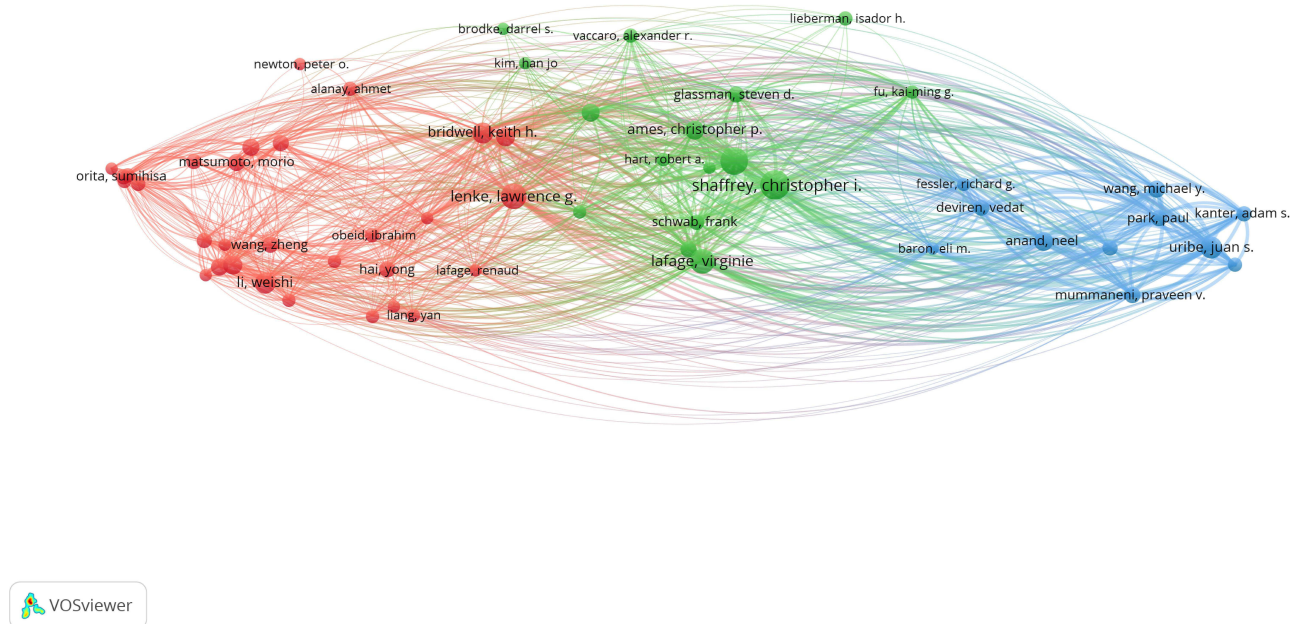 lieberman, isador h.
brodke, darrel s.
vaccaro, alexander r.
newton, peter o.
kim, han jo
alanay, ahmet
glassman, steven d.
fu, kai-ming g.
bridwell, keith h.
ames, christopher p.
matsumoto, morio
hart, robert a.
orita, sumihisa
shaffrey, christopher i.
fessler, richard g.
wang, michael y.
lenke, lawrence g.
deviren, vedat
schwab, frank
park, paul
kanter, adam s.
obeid, ibrahim
wang, zheng
baron, eli m.
anand, neel
uribe, juan s.
lafage, virginie
hai, yong
lafage, renaud
li, weishi
mummaneni, praveen v.
liang, yan
VOSviewer